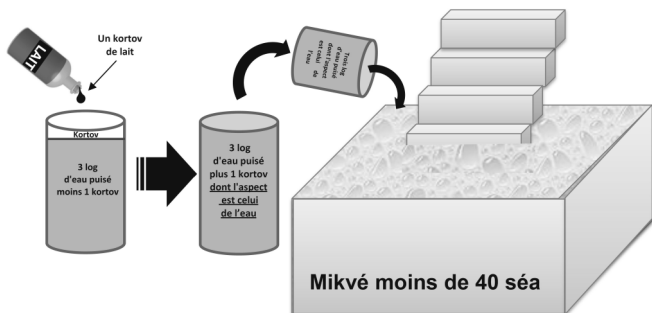 Un kortov
de lait
LAIT
Kortov
3 log
d'eau puisé
moins 1 kortov
3 log
d'eau puisé
plus 1 kortov
dont l'aspect
est celui
de l'eau
Trois log
d'eau puisé
dont l'aspect
est celui
de
l'eau
Mikvé moins de 40 séa